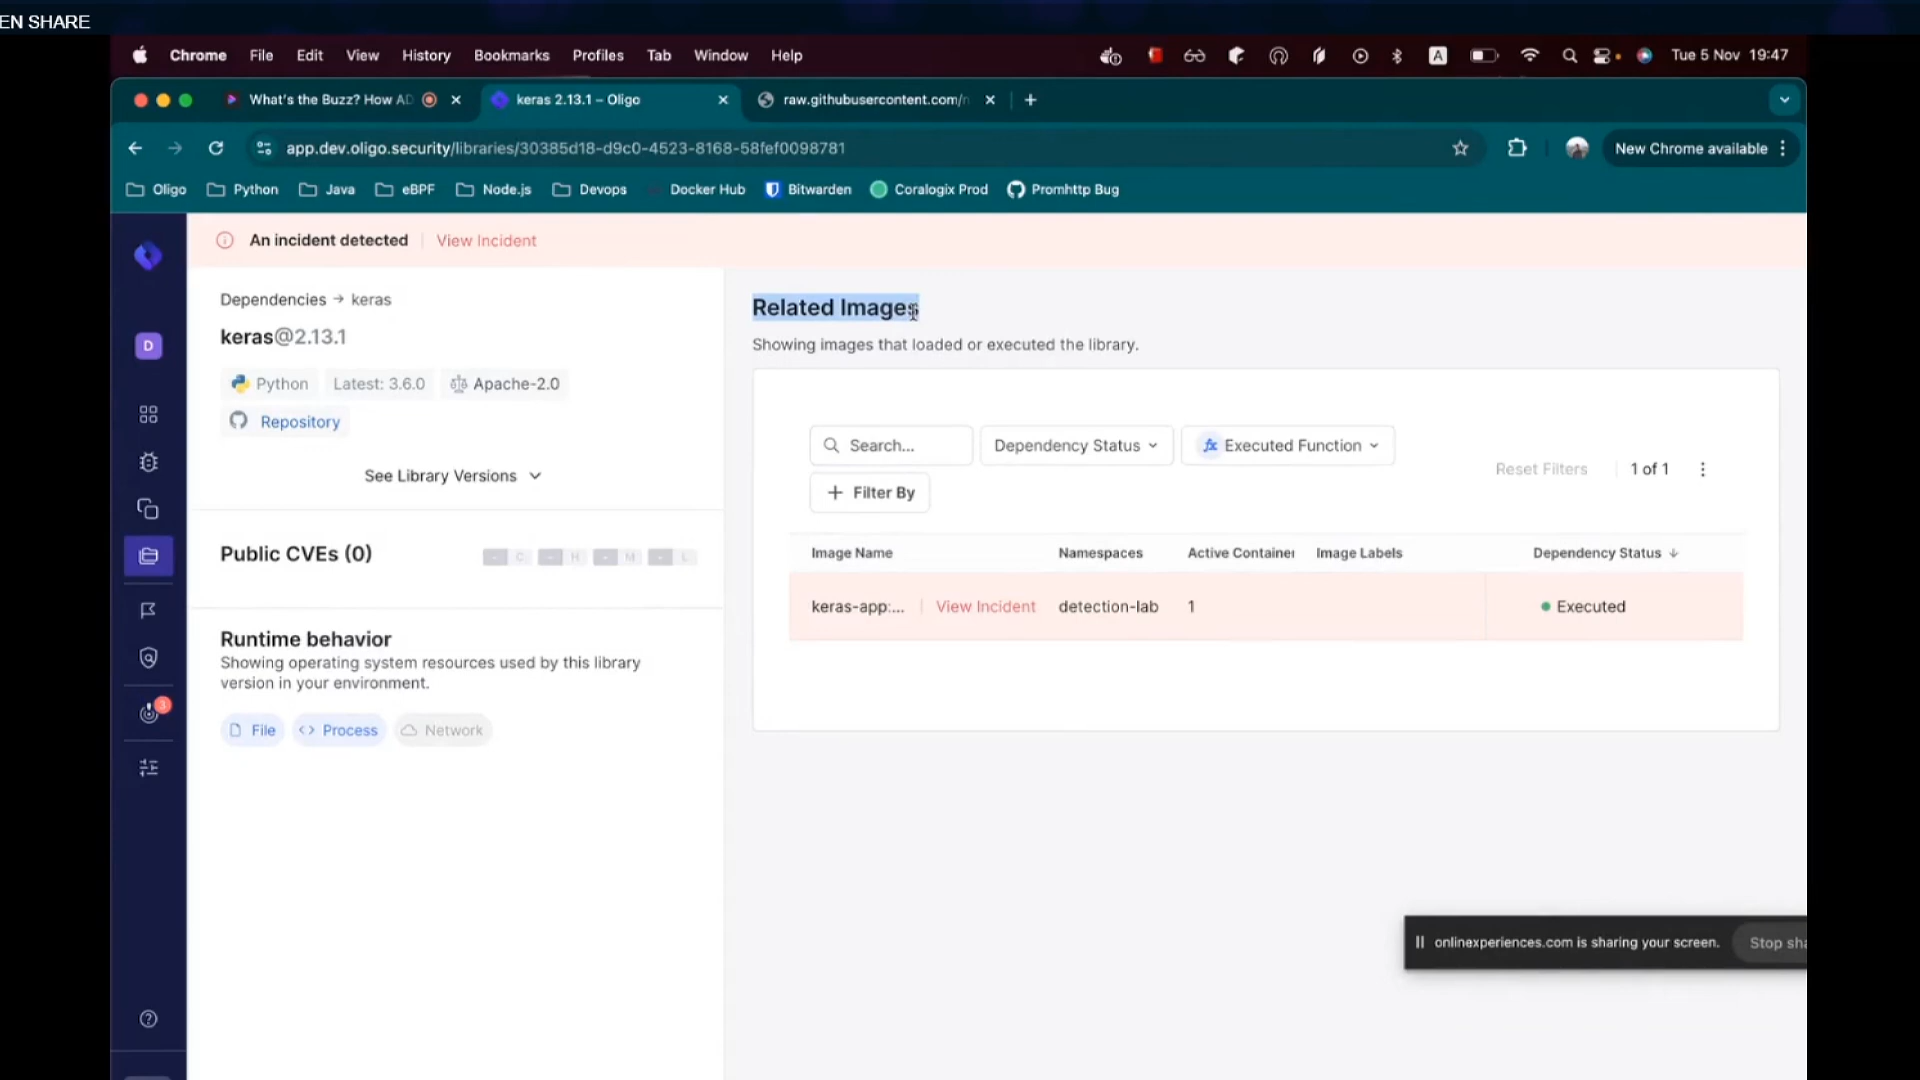 EN SHARE
Chrome File Edit View History Bookmarks Profiles Tab Window Help A Tue 5 Nov 19:47
What's the Buzz? How AD keras 2.13.1 – Oligo raw.githubusercontent.com/r
app.dev.oligo.security/libraries/30385d18-d9c0-4523-8168-58fef0098781 New Chrome available
Oligo Python Java eBPF Node.js Devops Docker Hub Bitwarden Coralogix Prod Promhttp Bug
An incident detected View Incident
D
3
Dependencies → keras
keras@2.13.1
Python Latest: 3.6.0 Apache-2.0
Repository
See Library Versions
Public CVEs (0) - C - H - M - L
Runtime behavior
Showing operating system resources used by this library
version in your environment.
File Process Network
Related Images
Showing images that loaded or executed the library.
Search... Dependency Status fx Executed Function
Reset Filters 1 of 1
+ Filter By
Image Name Namespaces Active Container Image Labels Dependency Status ↓
keras-app:... View Incident detection-lab 1 Executed
onlinexperiences.com is sharing your screen. Stop sha